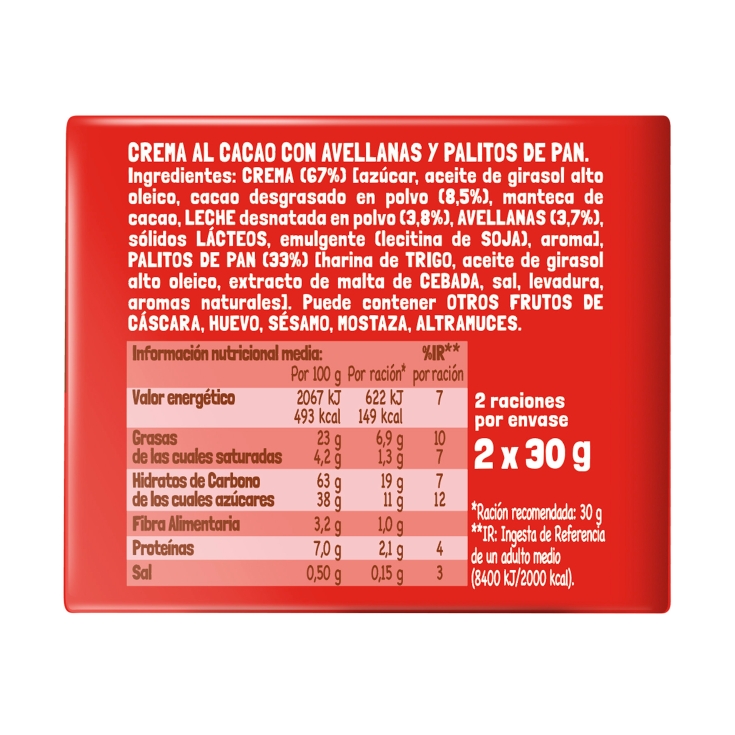 CREMA AL CACAO CON AVELLANAS Y PALITOS DE PAN.
Ingredientes: CREMA (67%) [azúcar, aceite de girasol alto
oleico, cacao desgrasado en polvo (8,5%), manteca de
cacao, LECHE desnatada en polvo (3,8%), AVELLANAS (3,7%),
sólidos LÁCTEOS, emulgente (lecitina de SOJA), aroma],
PALITOS DE PAN (33%) [harina de TRIGO, aceite de girasol
alto oleico, extracto de malta de CEBADA, sal, levadura,
aromas naturales]. Puede contener OTROS FRUTOS DE
CÁSCARA, HUEVO, SÉSAMO, MOSTAZA, ALTRAMUCES.
Información nutricional media: %IR**
Por 100 g Por ración* por ración
Valor energético 2067 kJ 622 kJ 7
493 kcal 149 kcal
Grasas 23 g 6,9 g 10
de las cuales saturadas 4,2 g 1,3 g 7
Hidratos de Carbono 63 g 19 g 7
de los cuales azúcares 38 g 11 g 12
Fibra Alimentaria 3,2 g 1,0 g
Proteínas 7,0 g 2,1 g 4
Sal 0,50 g 0,15 g 3
2 raciones
por envase
2 x 30 g
*Ración recomendada: 30 g
**IR: Ingesta de Referencia
de un adulto medio
(8400 kJ/2000 kcal).